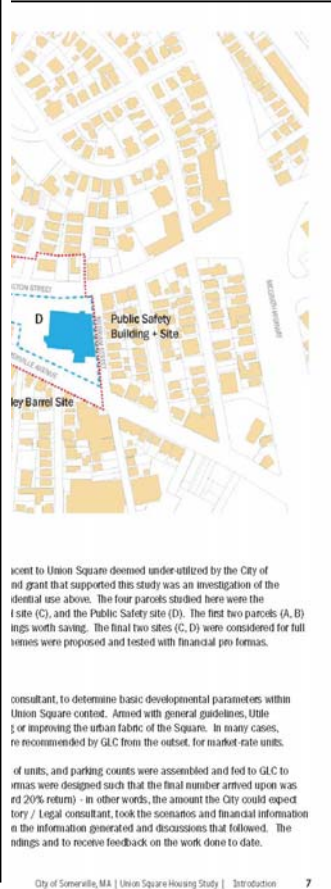 CTON STREET
D
Public Safety
Building + Site
MCGRATH HIGHWAY
ERVILLE AVENUE
ley Barrel Site
acent to Union Square deemed under-utilized by the City of
nd grant that supported this study was an investigation of the
idential use above. The four parcels studied here were the
l site (C), and the Public Safety site (D). The first two parcels (A, B)
ings worth saving. The final two sites (C, D) were considered for full
hemes were proposed and tested with financial pro formas.
consultant, to determine basic developmental parameters within
Union Square context. Armed with general guidelines, Utile
g or improving the urban fabric of the Square. In many cases,
re recommended by GLC from the outset, for market-rate units.
of units, and parking counts were assembled and fed to GLC to
ormas were designed such that the final number arrived upon was
rd 20% return) - in other words, the amount the City could expect
tory / Legal consultant, took the scenarios and financial information
n the information generated and discussions that followed. The
ndings and to receive feedback on the work done to date.
City of Somerville, MA | Union Square Housing Study | Introduction 7